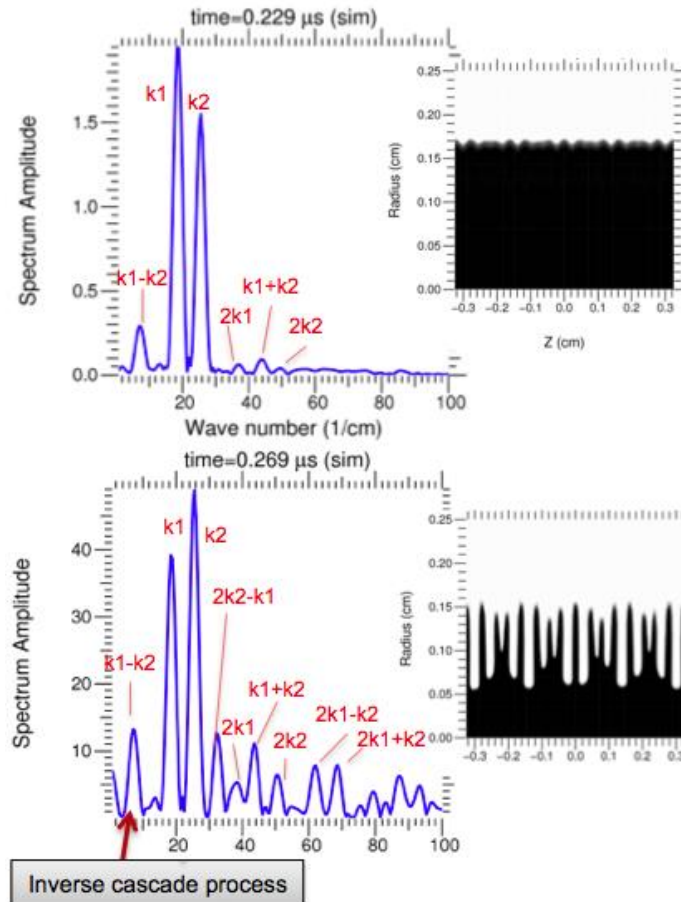 time=0.229 μs (sim)
Spectrum Amplitude
1.5
1.0
0.5
0.0
k1
k2
k1-k2
2k1
k1+k2
2k2
20
40
60
80
100
Wave number (1/cm)
Radius (cm)
0.25
0.20
0.15
0.10
0.05
0.00
-0.3
-0.2
-0.1
0.0
0.1
0.2
0.3
Z (cm)
time=0.269 μs (sim)
Spectrum Amplitude
40
30
20
10
k1
k2
2k2-k1
k1-k2
2k1
k1+k2
2k2
2k1-k2
2k1+k2
20
40
60
80
100
Radius (cm)
0.25
0.20
0.15
0.10
0.05
0.00
-0.3
-0.2
-0.1
0.0
0.1
0.2
0.3
Inverse cascade process